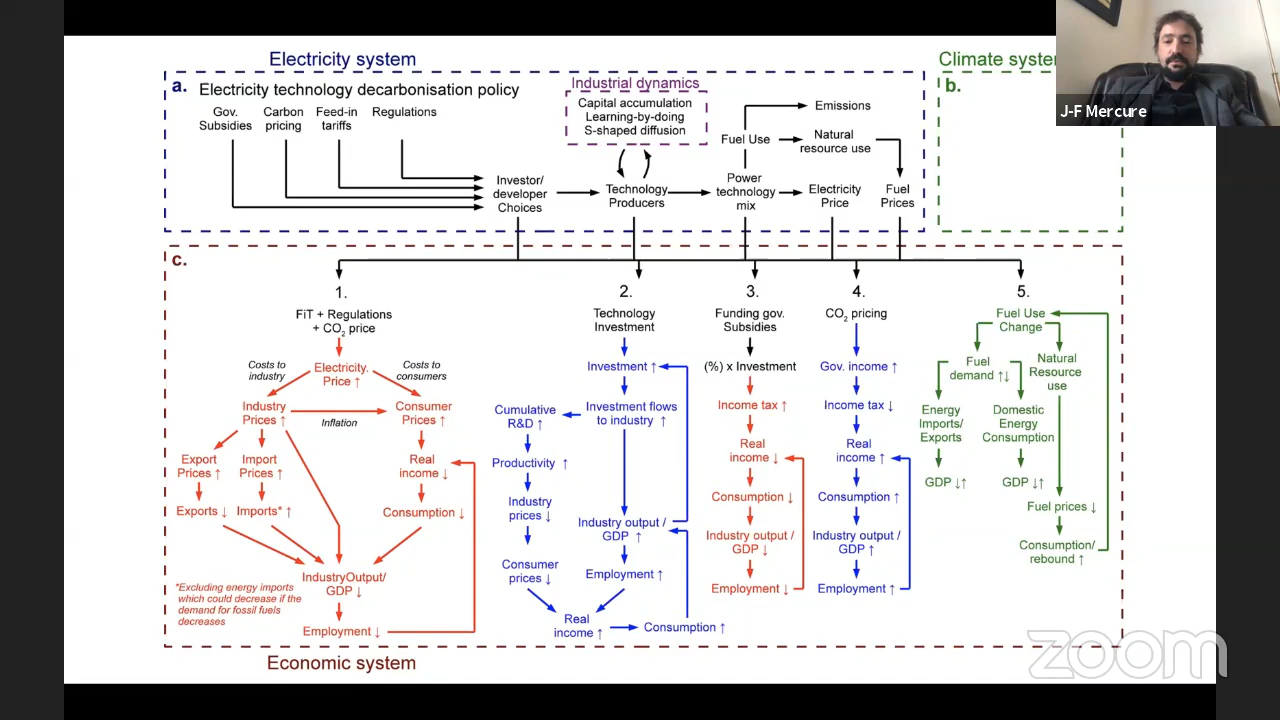 Electricity system
Climate syste
a.
Electricity technology decarbonisation policy
Industrial dynamics
b.
Gov.
Subsidies
Carbon
pricing
Feed-in
tariffs
Regulations
Capital accumulation
Learning-by-doing
S-shaped diffusion
Emissions
J-F Mercure
Fuel Use
Natural
resource use
Investor/
developer
Choices
Technology
Producers
Power
technology
mix
Electricity
Price
Fuel
Prices
c.
1.
FiT + Regulations
+ CO2 price
Costs to
industry
Electricity.
Price ↑
Costs to
consumers
Industry
Prices ↑
Inflation
Consumer
Prices ↑
Export
Prices ↑
Import
Prices ↑
Real
income ↓
Exports ↓
Imports* ↑
Consumption ↓
IndustryOutput/
GDP ↓
*Excluding energy imports
which could decrease if the
demand for fossil fuels
decreases
Employment ↓
2.
Technology
Investment
Investment ↑
Cumulative
R&D ↑
Investment flows
to industry ↑
Productivity ↑
Industry
prices ↓
Industry output /
GDP ↑
Consumer
prices ↓
Employment ↑
Real
income ↑
Consumption ↑
3.
Funding gov.
Subsidies
(%) x Investment
Income tax ↑
Real
income ↓
Consumption ↓
Industry output /
GDP ↓
Employment ↓
4.
CO2 pricing
Gov. income ↑
Income tax ↓
Real
income ↑
Consumption ↑
Industry output /
GDP ↑
Employment ↑
5.
Fuel Use
Change
Fuel
demand ↑↓
Natural
Resource
use
Energy
Imports/
Exports
Domestic
Energy
Consumption
GDP ↓↑
GDP ↓↑
Fuel prices ↓
Consumption/
rebound ↑
Economic system
zoom